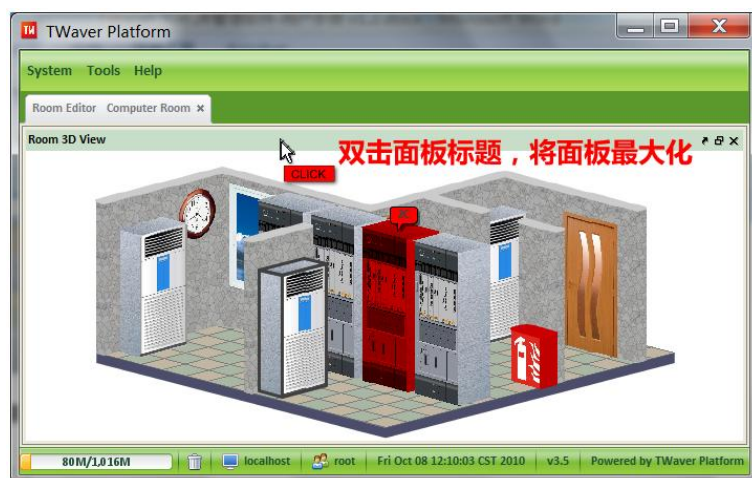 TW TWaver Platform
System Tools Help
Room Editor Computer Room
Room 3D View
双击面板标题，将面板最大化
CLICK
80M/1,016M localhost root Fri Oct 08 12:10:03 CST 2010 v3.5 Powered by TWaver Platform